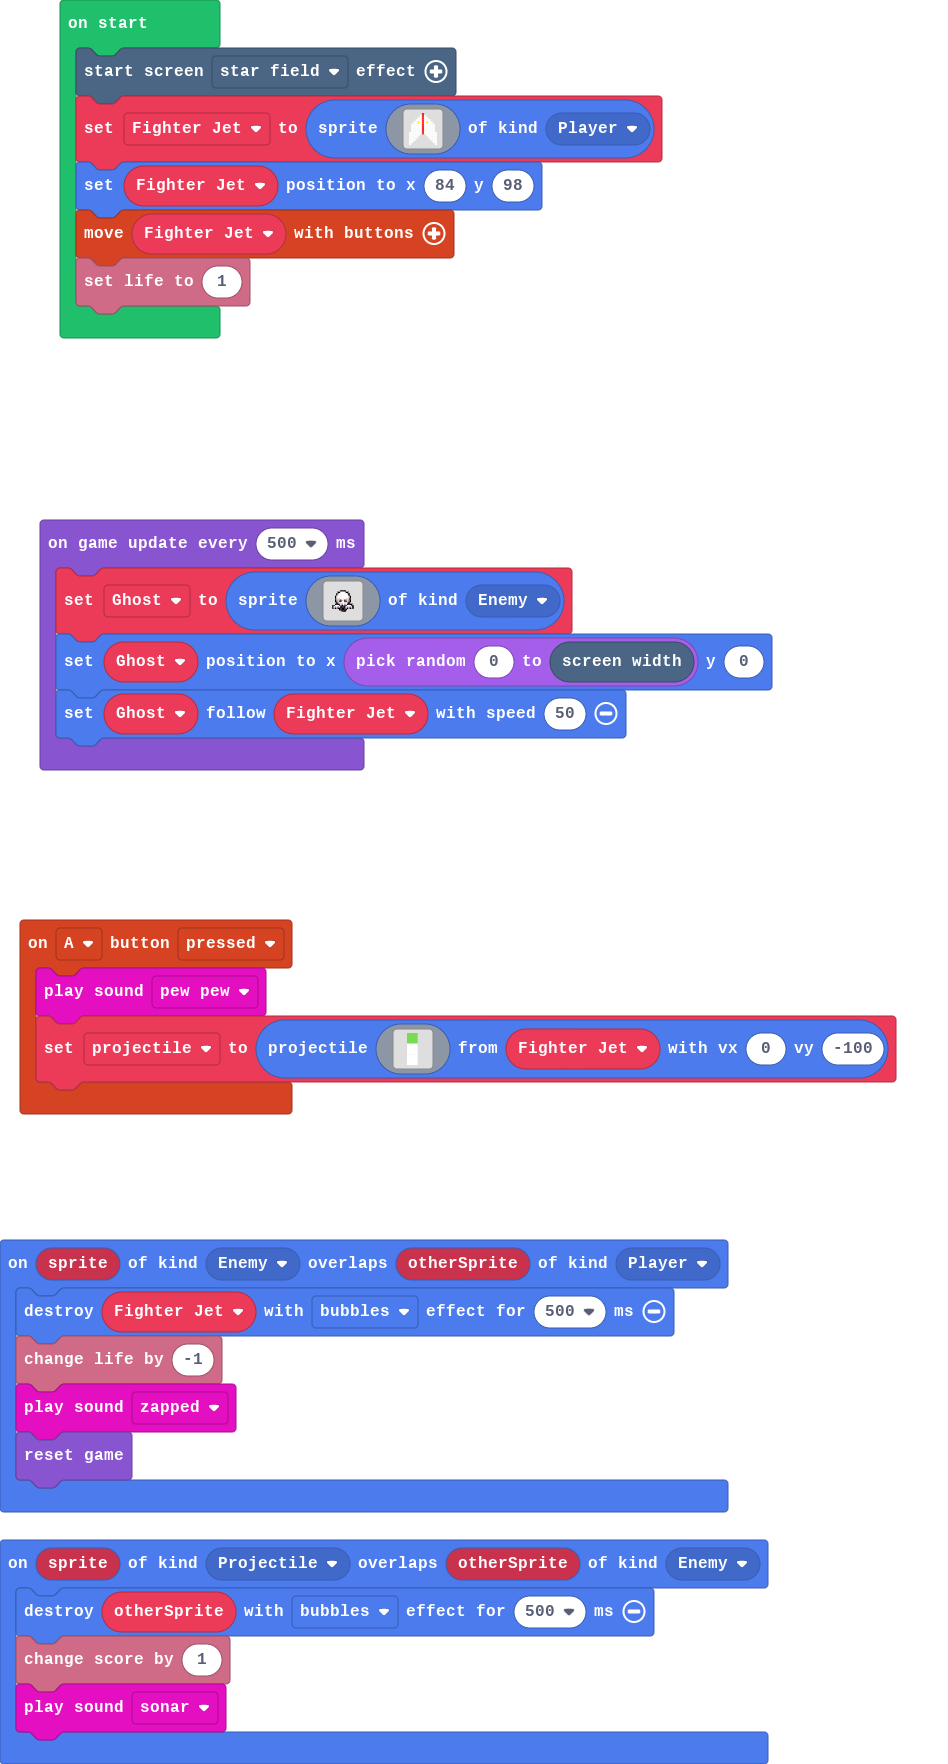 on start
start screen star field effect
set Fighter Jet to sprite of kind Player
set Fighter Jet position to x 84 y 98
move Fighter Jet with buttons
set life to 1
on game update every 500 ms
set Ghost to sprite of kind Enemy
set Ghost position to x pick random 0 to screen width y 0
set Ghost follow Fighter Jet with speed 50
on A button pressed
play sound pew pew
set projectile to projectile from Fighter Jet with vx 0 vy -100
on sprite of kind Enemy overlaps otherSprite of kind Player
destroy Fighter Jet with bubbles effect for 500 ms
change life by -1
play sound zapped
reset game
on sprite of kind Projectile overlaps otherSprite of kind Enemy
destroy otherSprite with bubbles effect for 500 ms
change score by 1
play sound sonar